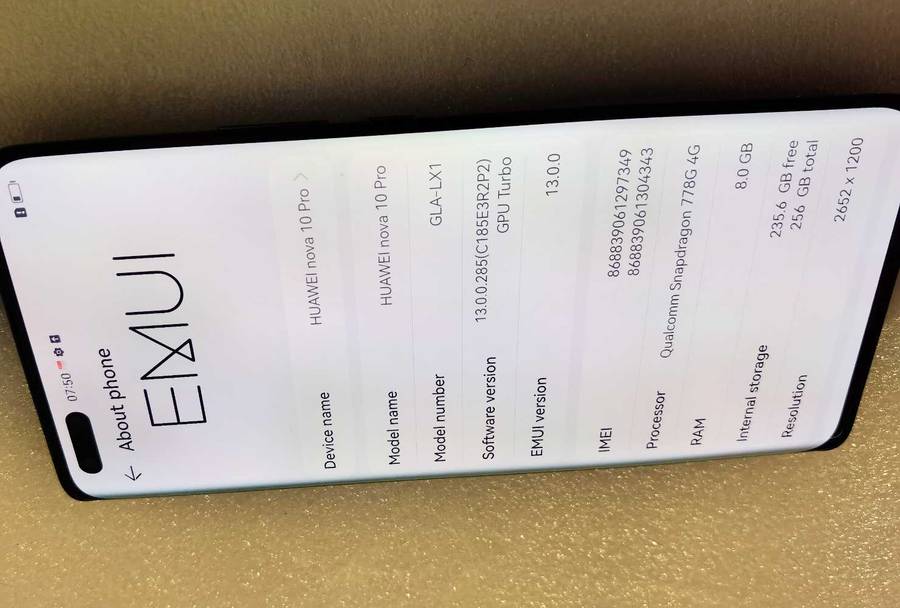 07:50
About phone
EMUI
Device name HUAWEI nova 10 Pro
Model name HUAWEI nova 10 Pro
Model number GLA-LX1
Software version 13.0.0.285(C185E3R2P2)
GPU Turbo
EMUI version 13.0.0
IMEI 868839061297349
868839061304343
Processor Qualcomm Snapdragon 778G 4G
RAM 8.0 GB
Internal storage 235.6 GB free
256 GB total
Resolution 2652 x 1200